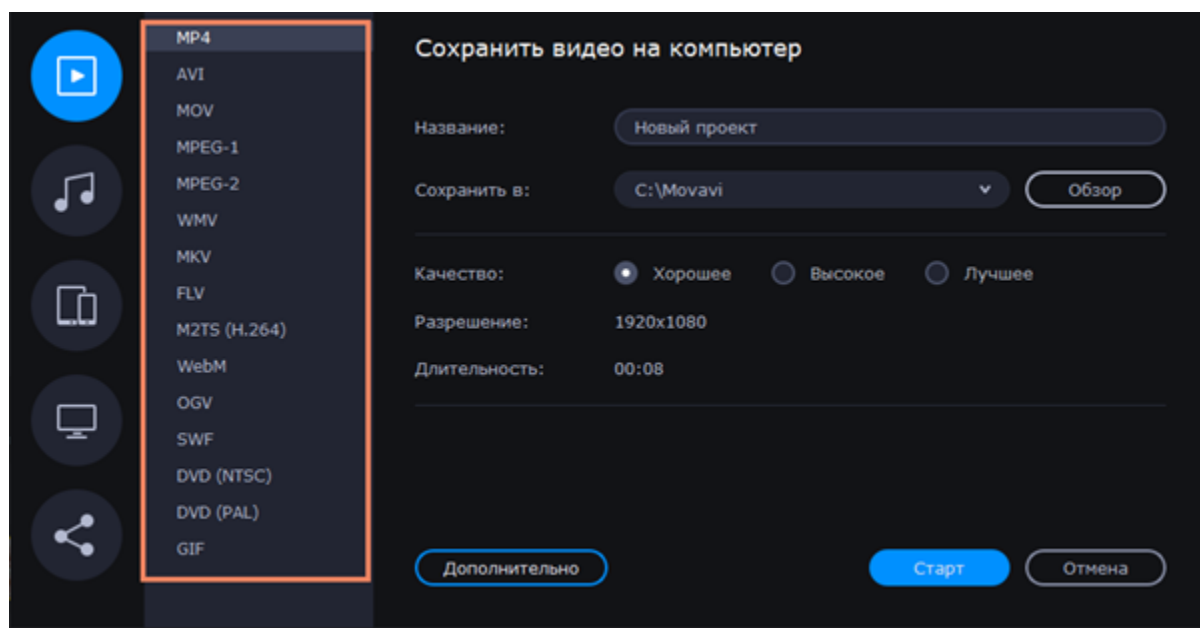 MP4
AVI
MOV
MPEG-1
MPEG-2
WMV
MKV
FLV
M2TS (H.264)
WebM
OGV
SWF
DVD (NTSC)
DVD (PAL)
GIF
Сохранить видео на компьютер
Название: Новый проект
Сохранить в: C:\Movavi Обзор
Качество: Хорошее Высокое Лучшее
Разрешение: 1920x1080
Длительность: 00:08
Дополнительно Старт Отмена